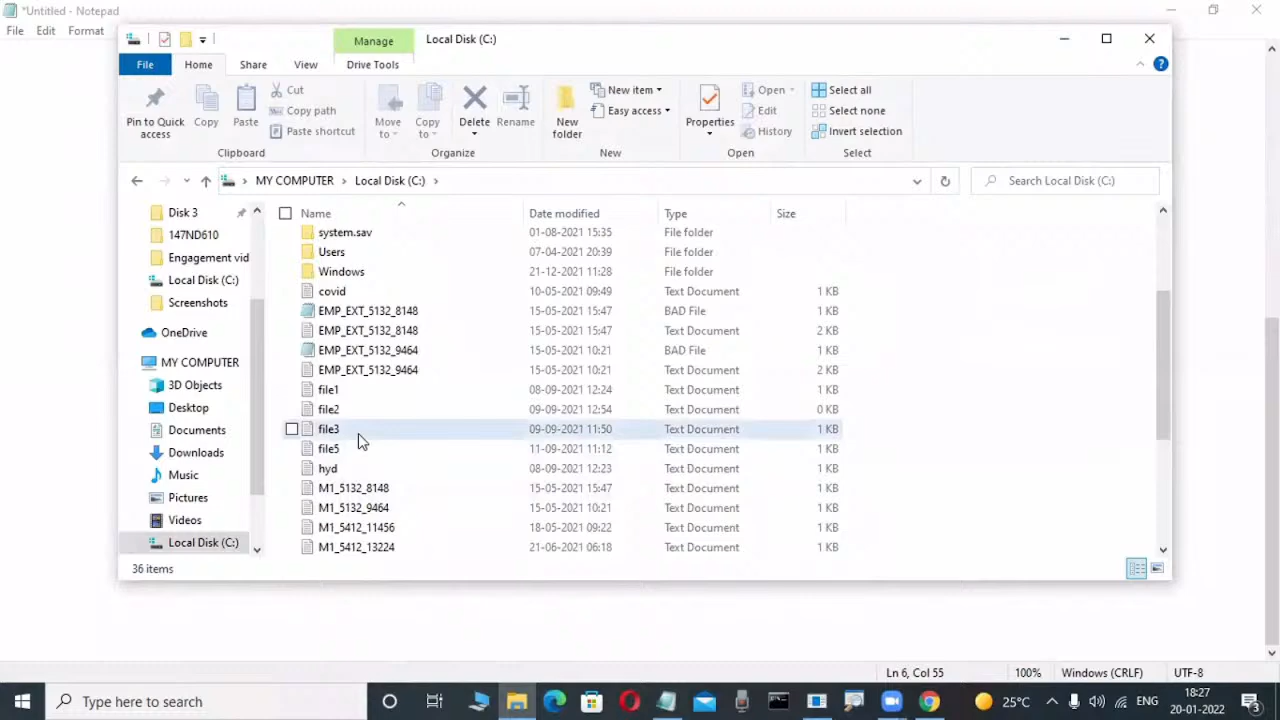 *Untitled - Notepad
File Edit Format
Manage Local Disk (C:)
File Home Share View Drive Tools
Pin to Quick access
Copy
Paste
Cut
Copy path
Paste shortcut
Clipboard
Move to
Copy to
Delete
Rename
Organize
New folder
New item
Easy access
New
Properties
Open
Edit
History
Open
Select all
Select none
Invert selection
Select
MY COMPUTER Local Disk (C:)
Search Local Disk (C:)
Disk 3
147ND610
Engagement vid
Local Disk (C:)
Screenshots
OneDrive
MY COMPUTER
3D Objects
Desktop
Documents
Downloads
Music
Pictures
Videos
Local Disk (C:)
Name Date modified Type Size
system.sav 01-08-2021 15:35 File folder
Users 07-04-2021 20:39 File folder
Windows 21-12-2021 11:28 File folder
covid 10-05-2021 09:49 Text Document 1 KB
EMP_EXT_5132_8148 15-05-2021 15:47 BAD File 1 KB
EMP_EXT_5132_8148 15-05-2021 15:47 Text Document 2 KB
EMP_EXT_5132_9464 15-05-2021 10:21 BAD File 1 KB
EMP_EXT_5132_9464 15-05-2021 10:21 Text Document 2 KB
file1 08-09-2021 12:24 Text Document 1 KB
file2 09-09-2021 12:54 Text Document 0 KB
file3 09-09-2021 11:50 Text Document 1 KB
file5 11-09-2021 11:12 Text Document 1 KB
hyd 08-09-2021 12:23 Text Document 1 KB
M1_5132_8148 15-05-2021 15:47 Text Document 1 KB
M1_5132_9464 15-05-2021 10:21 Text Document 1 KB
M1_5412_11456 18-05-2021 09:22 Text Document 1 KB
M1_5412_13224 21-06-2021 06:18 Text Document 1 KB
36 items
Ln 6, Col 55 100% Windows (CRLF) UTF-8
Type here to search
25°C
ENG
18:27
20-01-2022
3